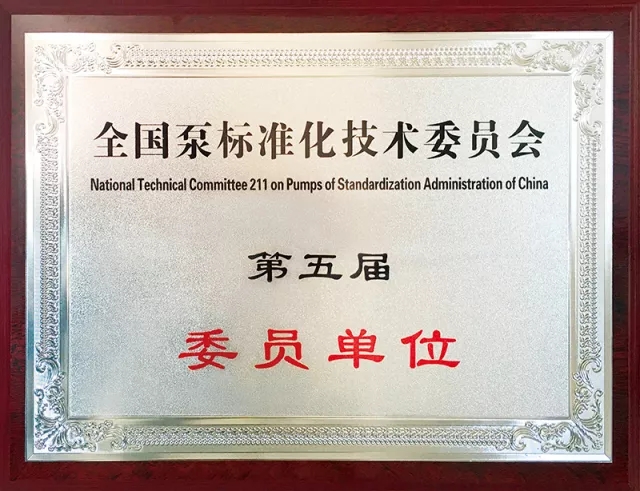 全国泵标准化技术委员会
National Technical Committee 211 on Pumps of Standardization Administration of China
第五届
委员单位